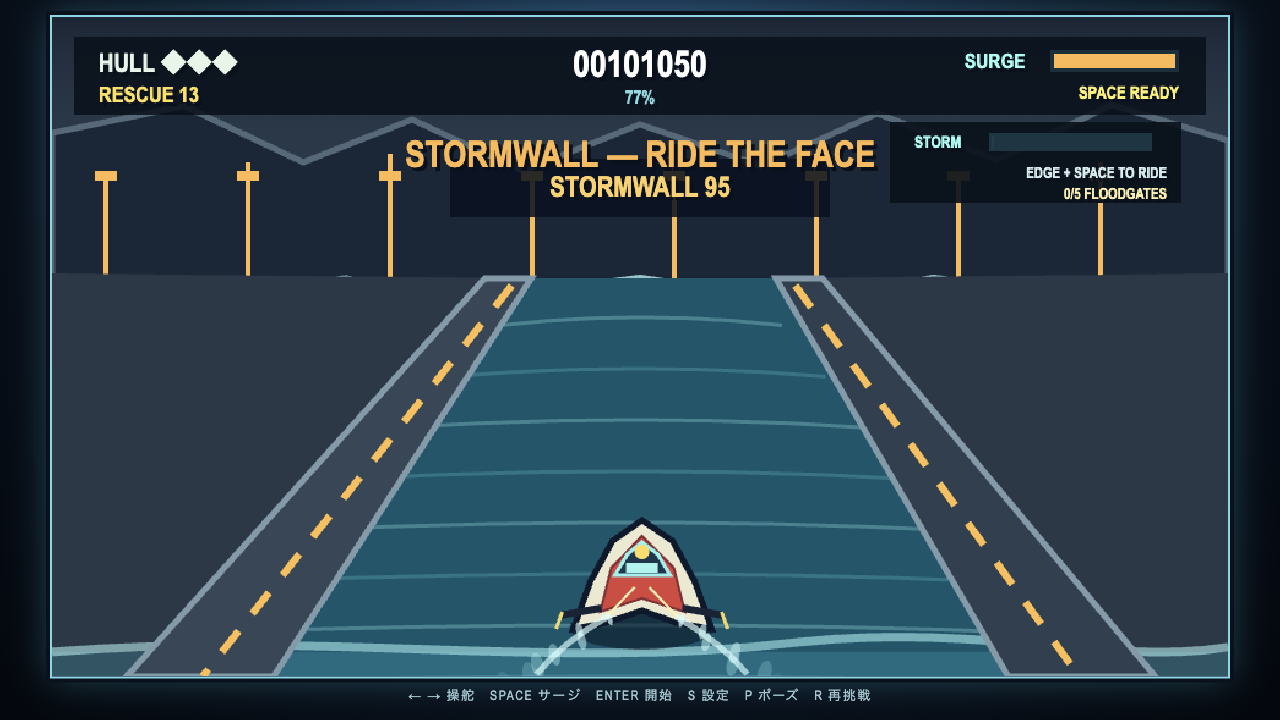 HULL
00101050
SURGE
RESCUE 13
77%
SPACE READY
STORMWALL — RIDE THE FACE
STORM
STORMWALL 95
EDGE + SPACE TO RIDE
0/5 FLOODGATES
← → 操舵 SPACE サージ ENTER 開始 S 設定 P ポーズ R 再挑戦